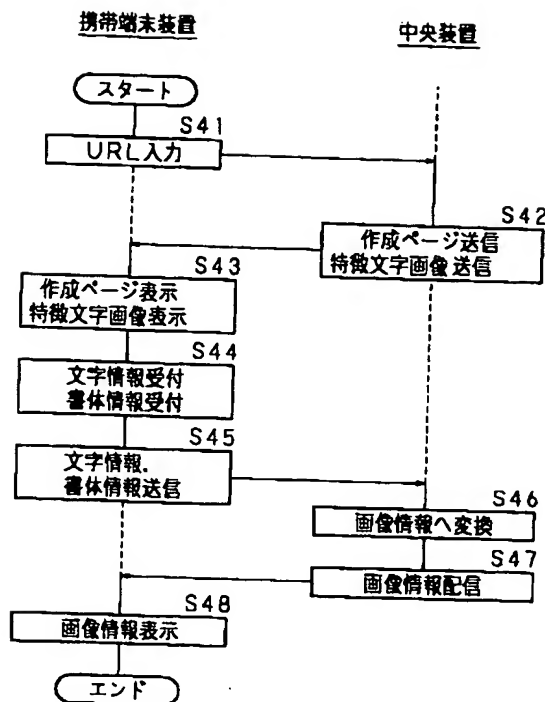 携帯端末装置
中央装置
スタート
S41
URL入力
S42
作成ページ送信
特徴文字画像送信
S43
作成ページ表示
特徴文字画像表示
S44
文字情報受付
書体情報受付
S45
文字情報.
書体情報送信
S46
画像情報へ変換
S47
画像情報配信
S48
画像情報表示
エンド